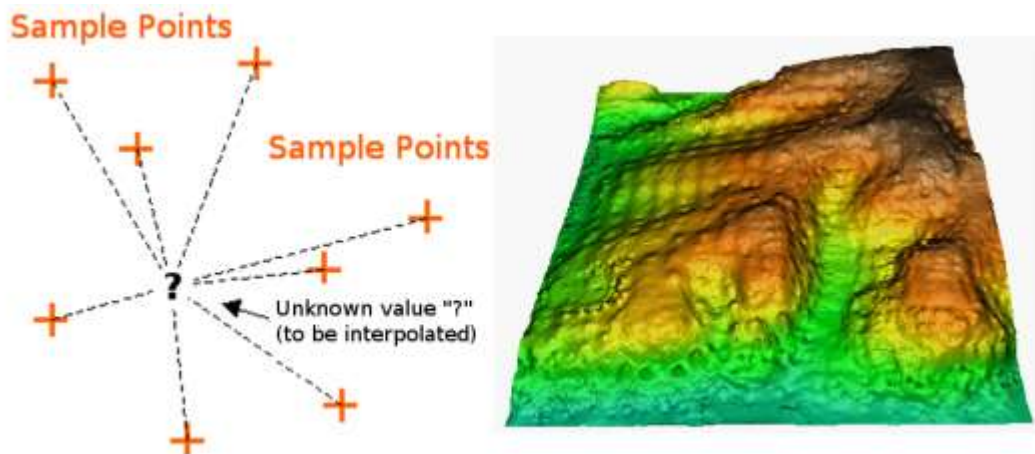 Sample Points
Sample Points
?
Unknown value "?"
(to be interpolated)